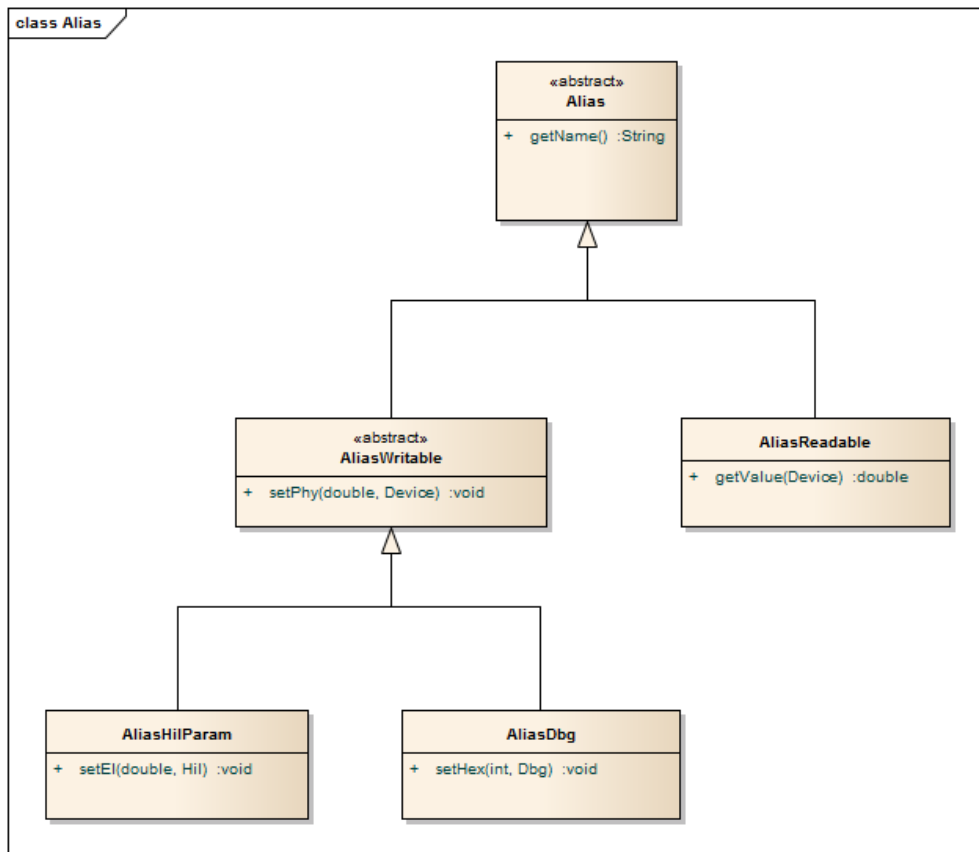 class Alias
«abstract»
Alias
+ getName() :String
«abstract»
AliasWritable
+ setPhy(double, Device) :void
AliasReadable
+ getValue(Device) :double
AliasHilParam
+ setEl(double, Hil) :void
AliasDbg
+ setHex(int, Dbg) :void